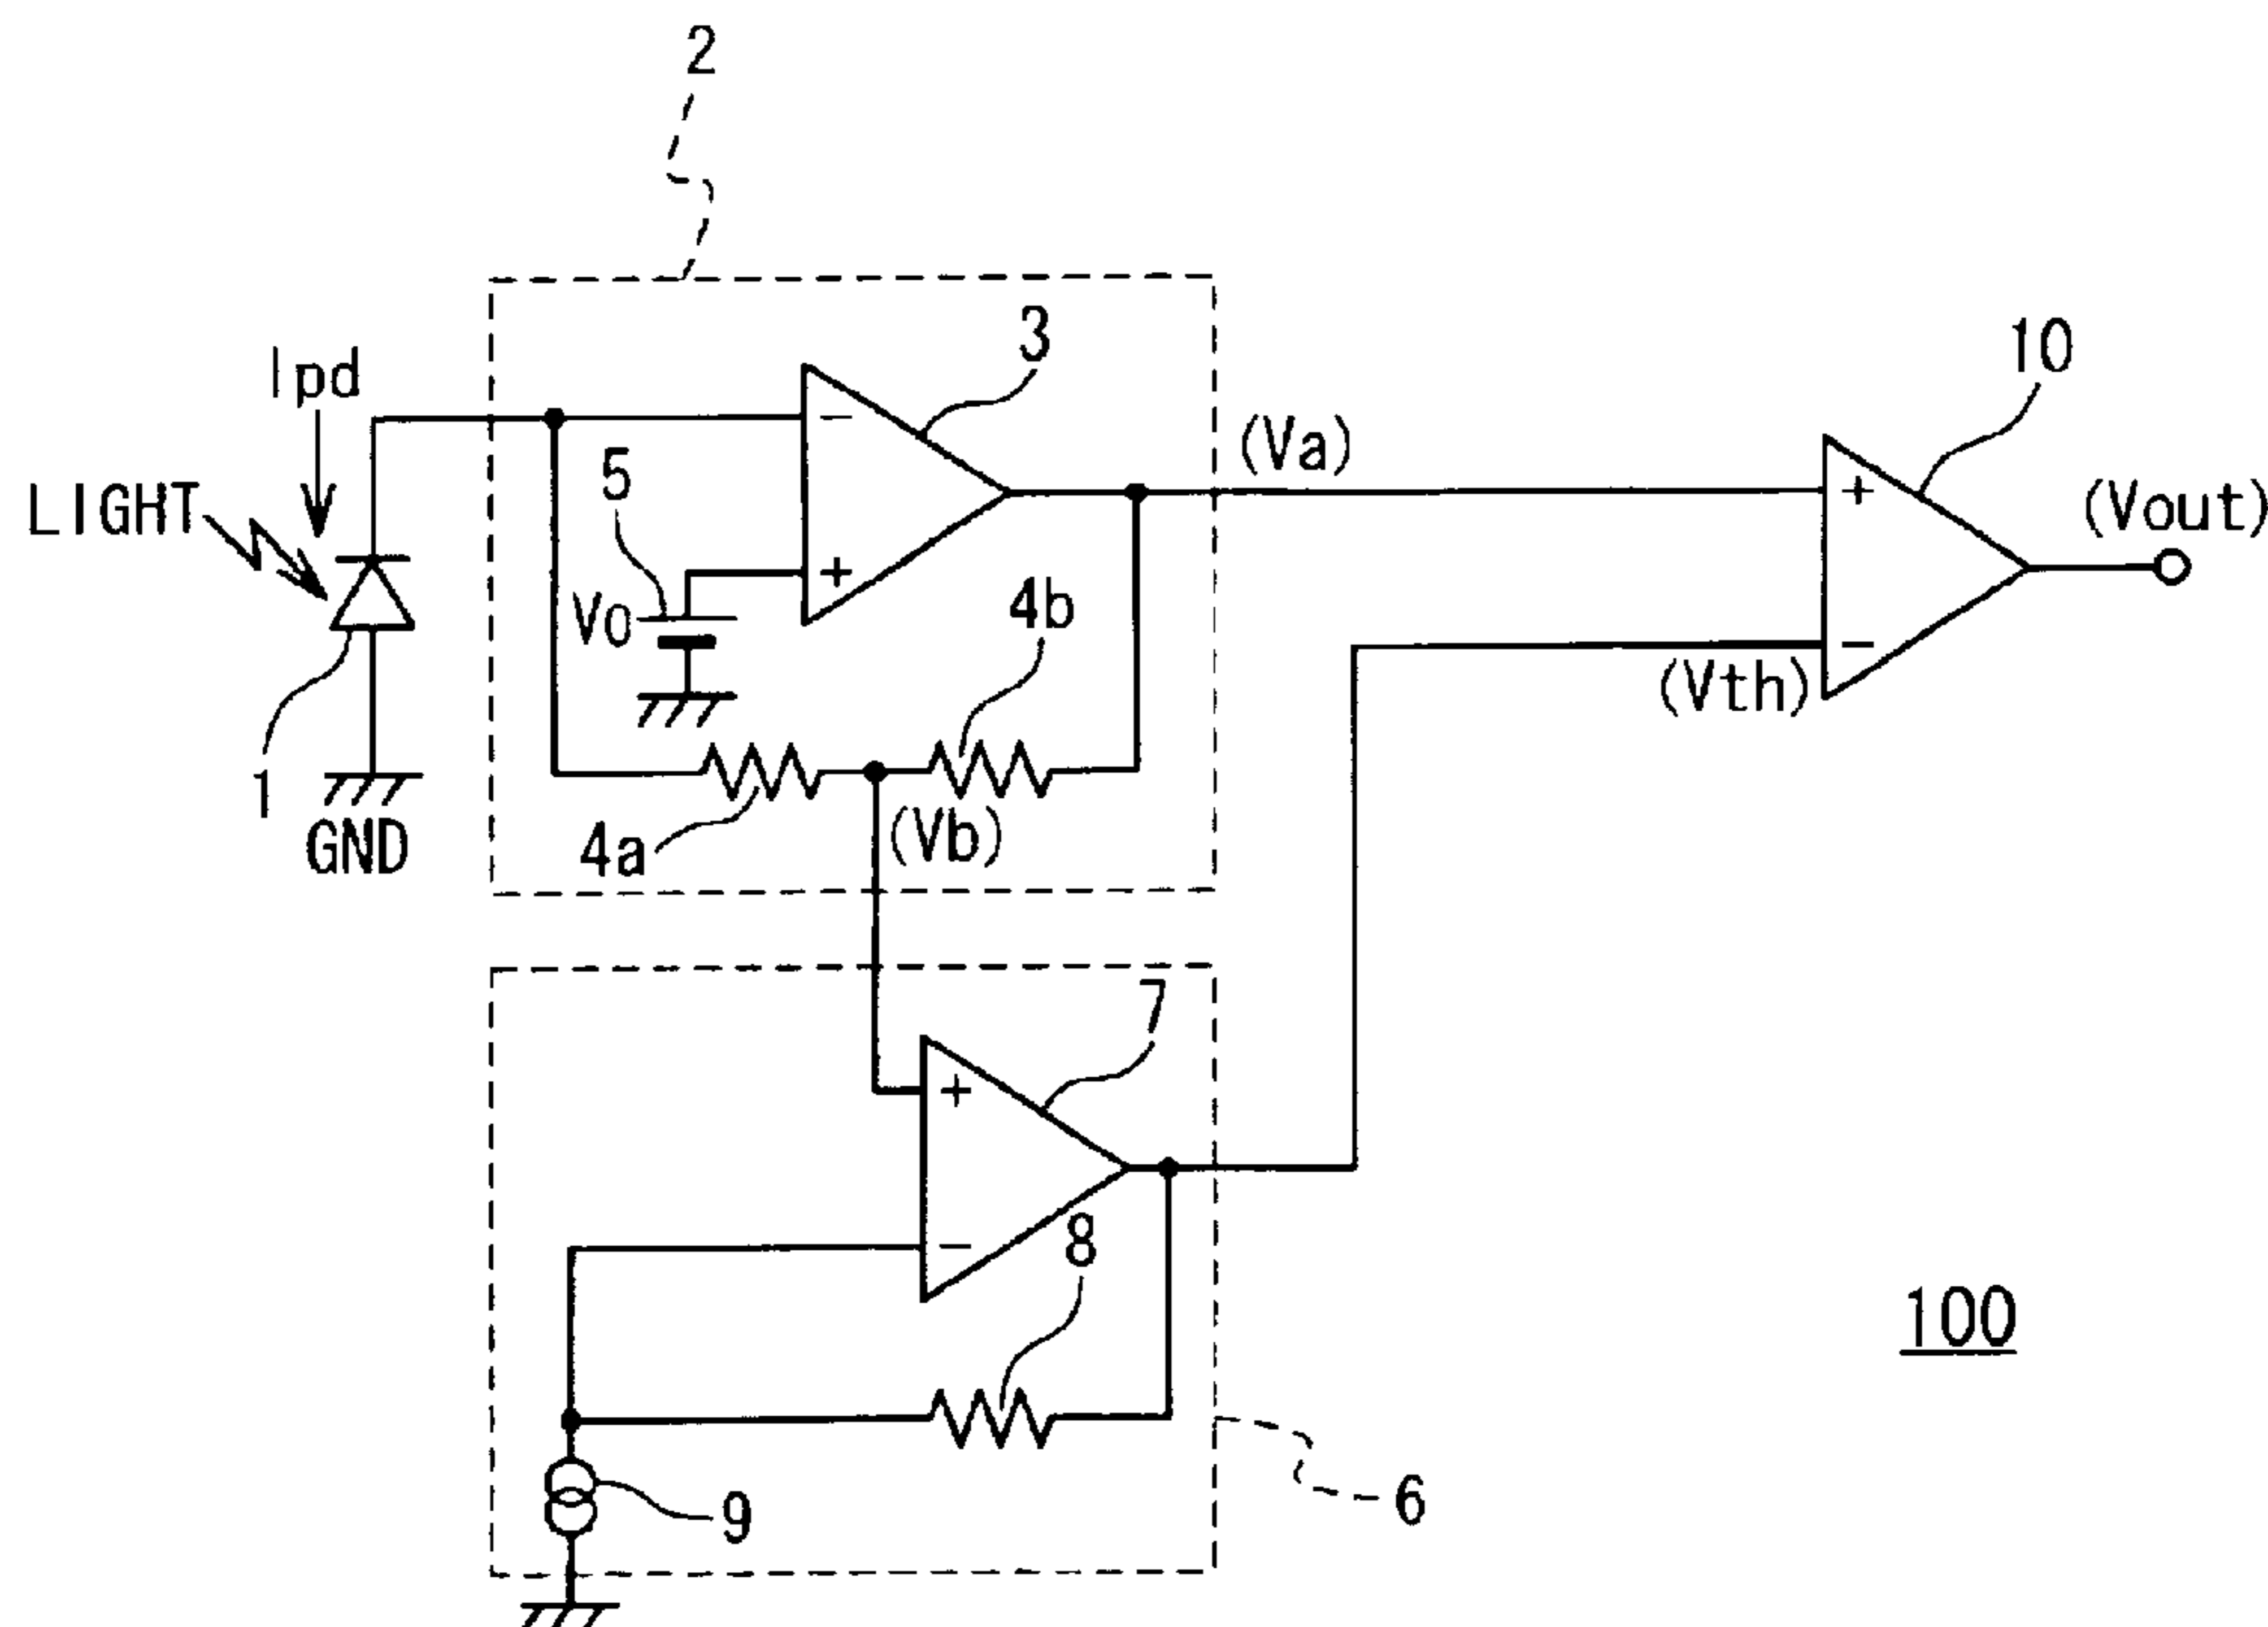 2
3
10
Ipd
(Va)
5
LIGHT
+
(Vout)
-
+
Vo
4b
-
(Vth)
1
GND
4a
(Vb)
7
+
-
8
100
9
6